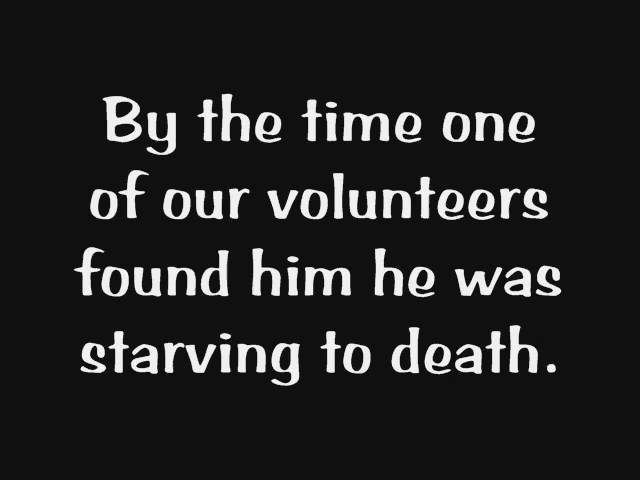 By the time one
of our volunteers
found him he was
starving to death.